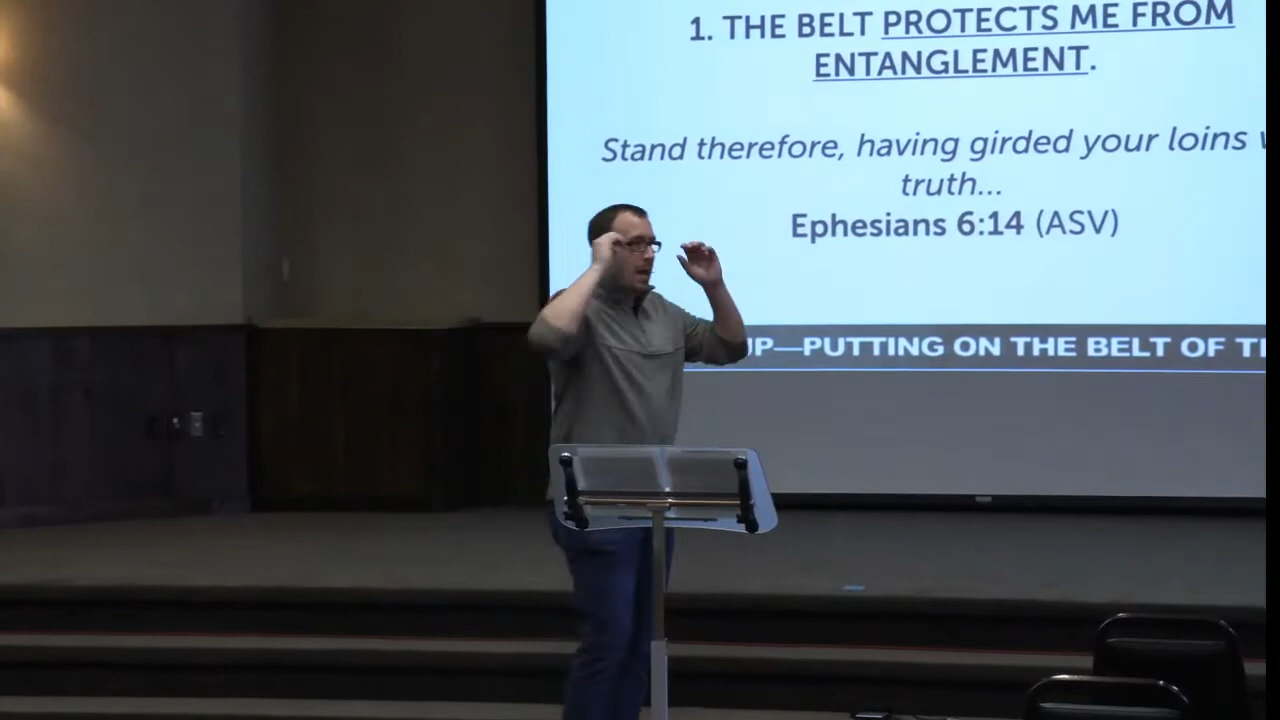 1. THE BELT PROTECTS ME FROM
ENTANGLEMENT.
Stand therefore, having girded your loins
truth...
Ephesians 6:14 (ASV)
UP—PUTTING ON THE BELT OF